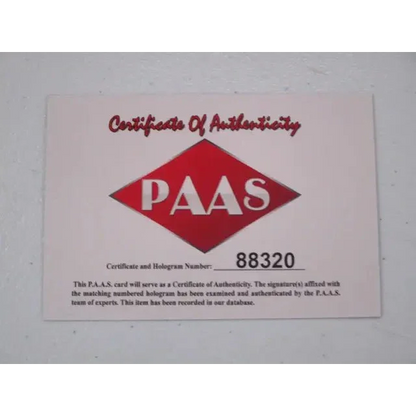 Certificate Of Authenticity
PAAS
Certificate and Hologram Number: 88320
This P.A.A.S. card will serve as a Certificate of Authenticity. The signature(s) affixed with
the matching numbered hologram has been examined and authenticated by the P.A.A.S.
team of experts. This item has been recorded in our database.